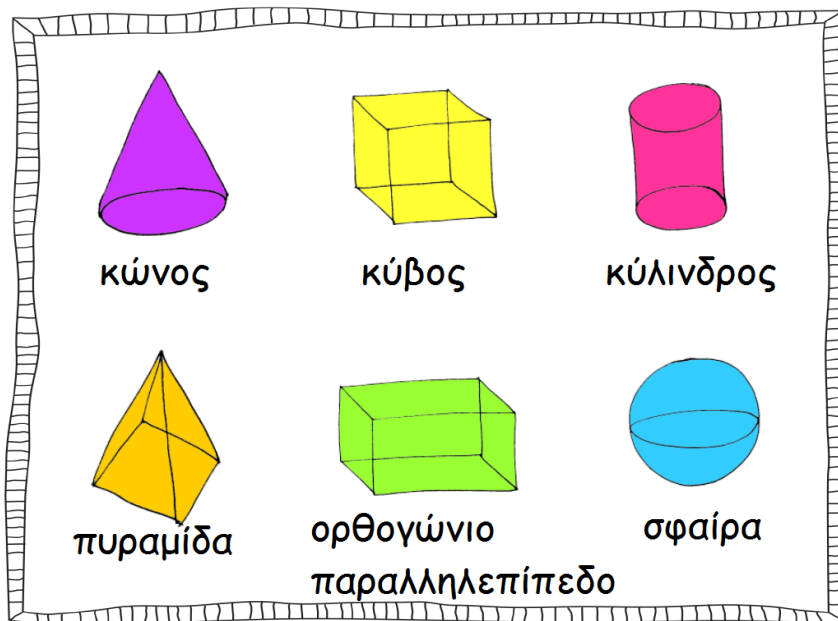 κώνος
κύβος
κύλινδρος
πυραμίδα
ορθογώνιο
παραλληλεπίπεδο
σφαίρα